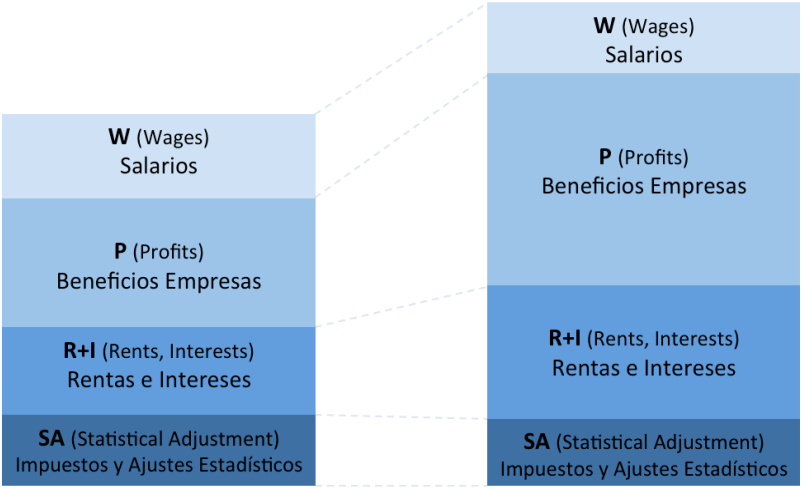 W (Wages)
Salarios
P (Profits)
Beneficios Empresas
R+I (Rents, Interests)
Rentas e Intereses
SA (Statistical Adjustment)
Impuestos y Ajustes Estadísticos
W (Wages)
Salarios
P (Profits)
Beneficios Empresas
R+I (Rents, Interests)
Rentas e Intereses
SA (Statistical Adjustment)
Impuestos y Ajustes Estadísticos